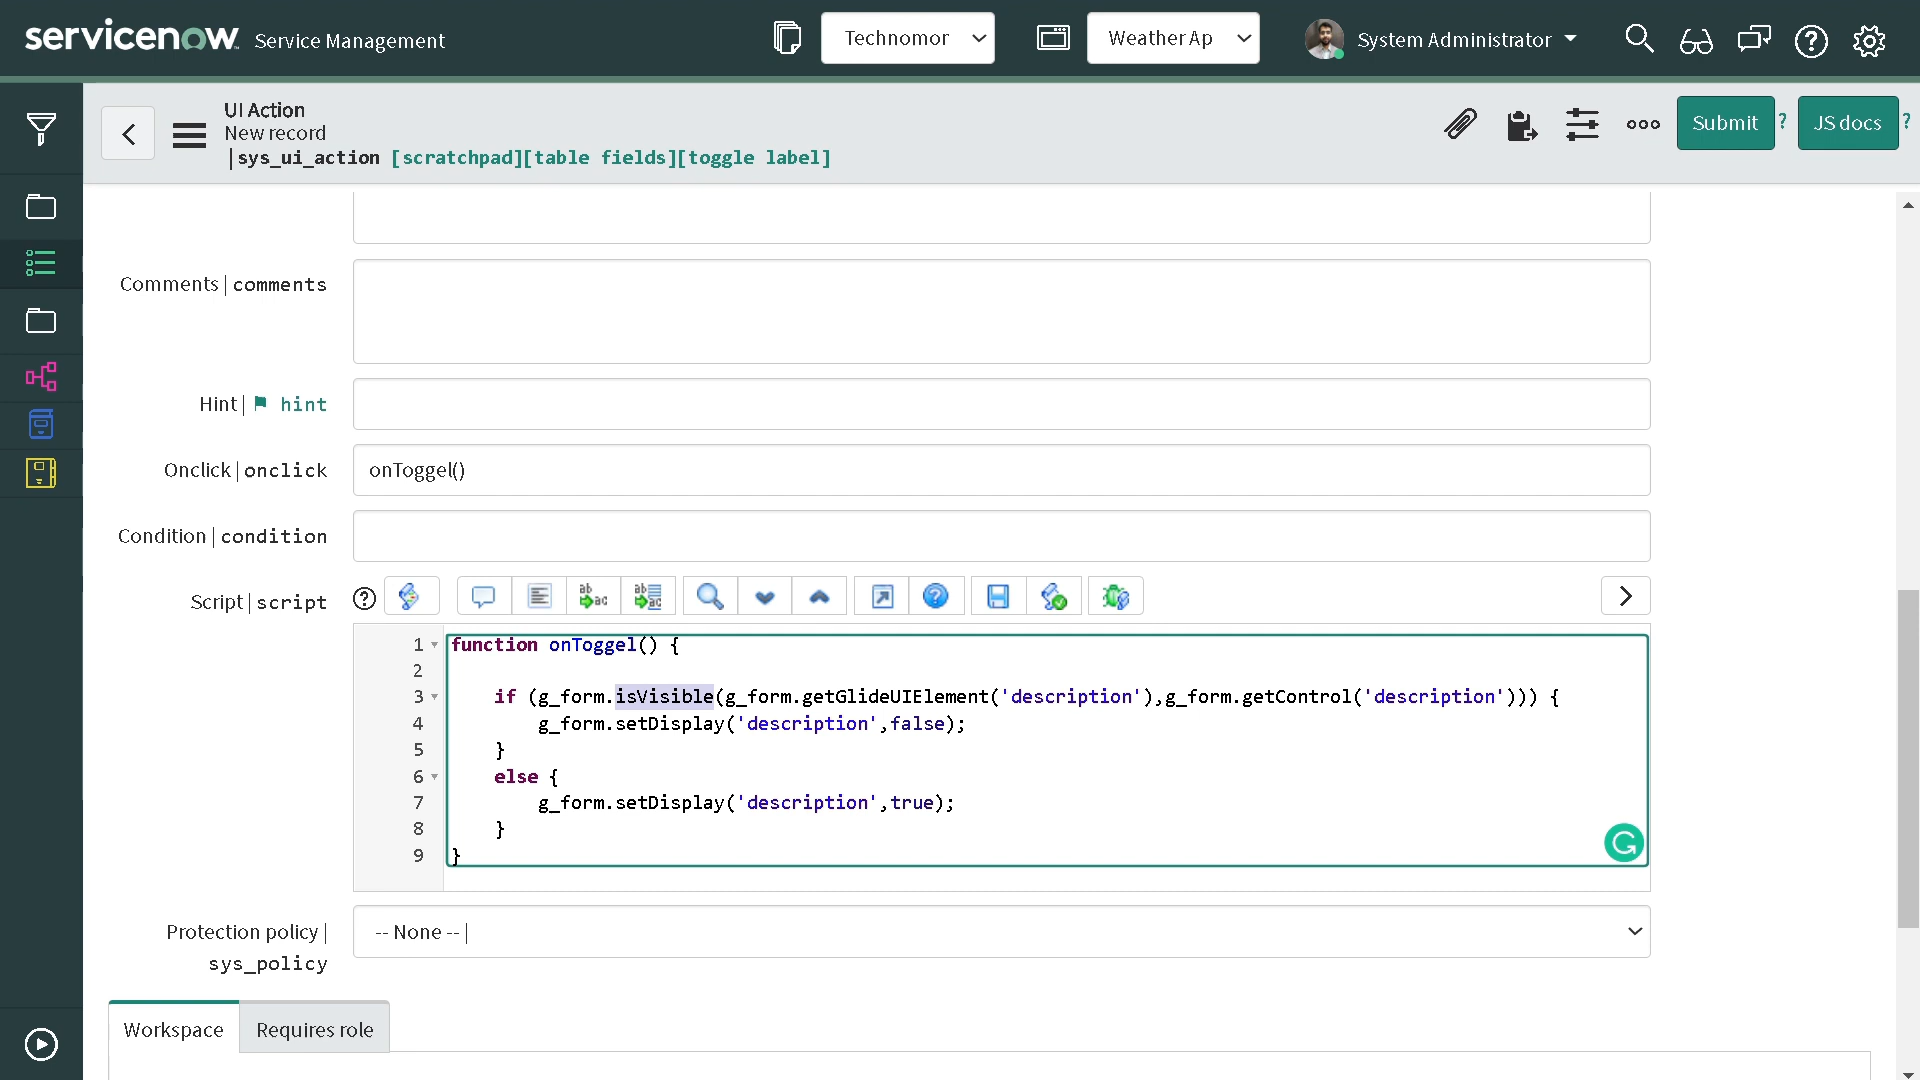 servicenow Service Management
Technomor
Weather Ap
System Administrator
UI Action
New record
|sys_ui_action [scratchpad][table fields][toggle label]
Submit ?
JS docs ?
Comments | comments
Hint | hint
Onclick | onclick
onToggel()
Condition | condition
Script | script
1 function onToggel() {
2
3 if (g_form.isVisible(g_form.getGlideUIElement('description'),g_form.getControl('description'))) {
4 g_form.setDisplay('description',false);
5 }
6 else {
7 g_form.setDisplay('description',true);
8 }
9 }
Protection policy |
sys_policy
-- None -- |
Workspace
Requires role